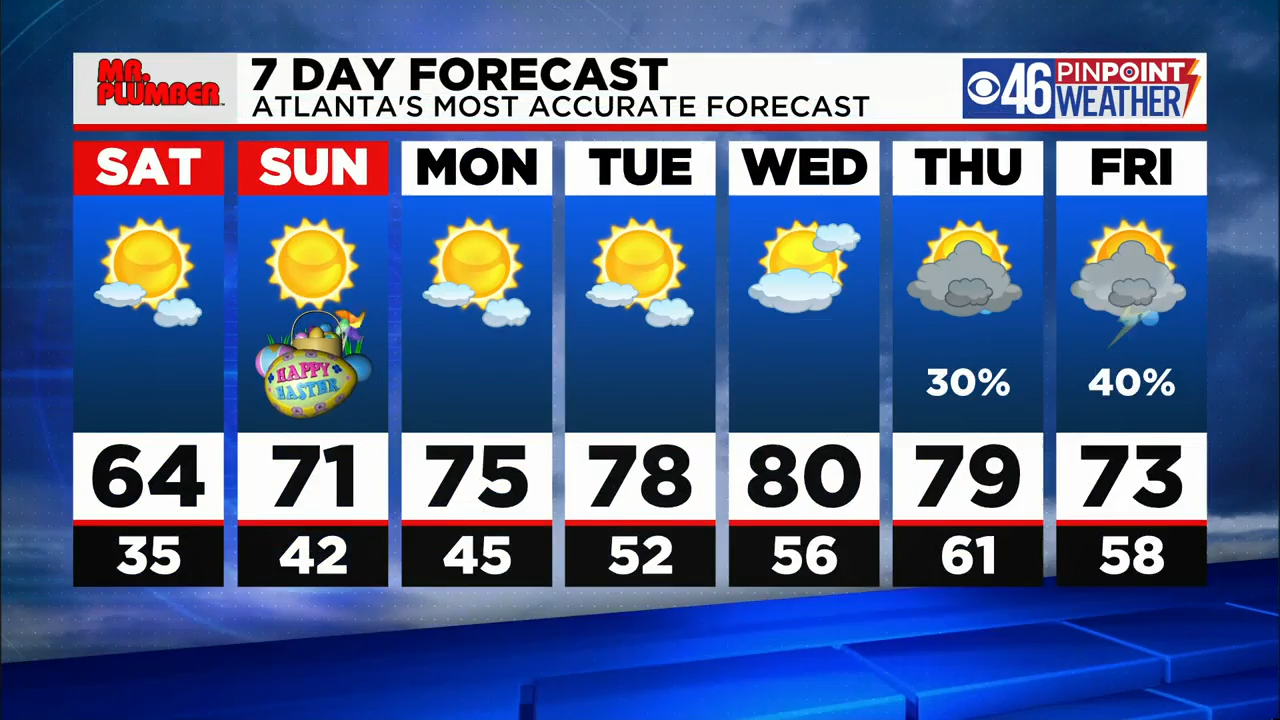 MR.
PLUMBER
7 DAY FORECAST
ATLANTA'S MOST ACCURATE FORECAST
46
PINPOINT
WEATHER
SAT SUN MON TUE WED THU FRI
HAPPY
EASTER
30% 40%
64 71 75 78 80 79 73
35 42 45 52 56 61 58